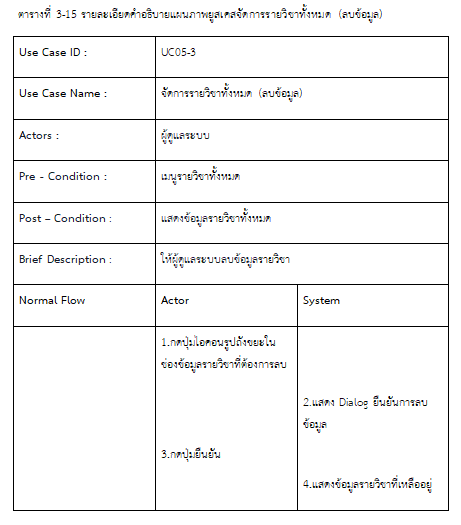 ตารางที่ 3-15 รายละเอียดคำอธิบายแผนภาพยูสเคสจัดการรายวิชาทั้งหมด (ลบข้อมูล)
Use Case ID : UC05-3
Use Case Name : จัดการรายวิชาทั้งหมด (ลบข้อมูล)
Actors : ผู้ดูแลระบบ
Pre - Condition : เมนูรายวิชาทั้งหมด
Post – Condition : แสดงข้อมูลรายวิชาทั้งหมด
Brief Description : ให้ผู้ดูแลระบบลบข้อมูลรายวิชา
Normal Flow Actor System
1.กดปุ่มไอคอนรูปถังขยะใน
ช่องข้อมูลรายวิชาที่ต้องการลบ
2.แสดง Dialog ยืนยันการลบ
ข้อมูล
3.กดปุ่มยืนยัน
4.แสดงข้อมูลรายวิชาที่เหลืออยู่